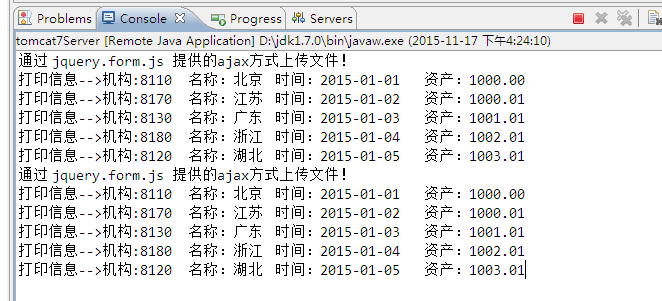 Problems Console Progress Servers
tomcat7Server [Remote Java Application] D:\jdk1.7.0\bin\javaw.exe (2015-11-17 下午4:24:10)
通过 jquery.form.js 提供的ajax方式上传文件！
打印信息-->机构:8110 名称：北京 时间：2015-01-01 资产：1000.00
打印信息-->机构:8170 名称：江苏 时间：2015-01-02 资产：1000.01
打印信息-->机构:8130 名称：广东 时间：2015-01-03 资产：1001.01
打印信息-->机构:8180 名称：浙江 时间：2015-01-04 资产：1002.01
打印信息-->机构:8120 名称：湖北 时间：2015-01-05 资产：1003.01
通过 jquery.form.js 提供的ajax方式上传文件！
打印信息-->机构:8110 名称：北京 时间：2015-01-01 资产：1000.00
打印信息-->机构:8170 名称：江苏 时间：2015-01-02 资产：1000.01
打印信息-->机构:8130 名称：广东 时间：2015-01-03 资产：1001.01
打印信息-->机构:8180 名称：浙江 时间：2015-01-04 资产：1002.01
打印信息-->机构:8120 名称：湖北 时间：2015-01-05 资产：1003.01